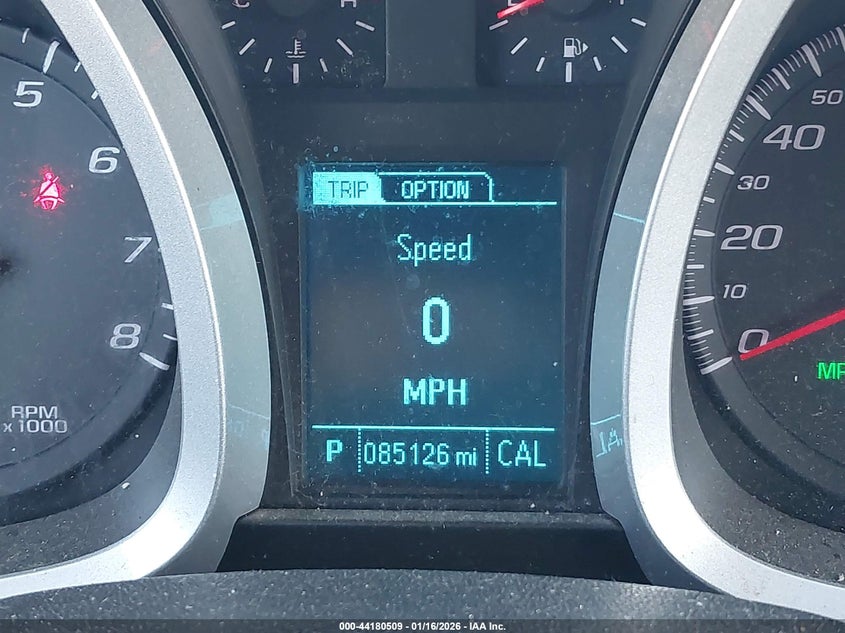 C H
E F
5
6
7
8
RPM
x 1000
TRIP OPTION
Speed
0
MPH
P 085126 mi CAL
50
40
30
20
10
0
000-44180509 - 01/16/2026 - IAA Inc.